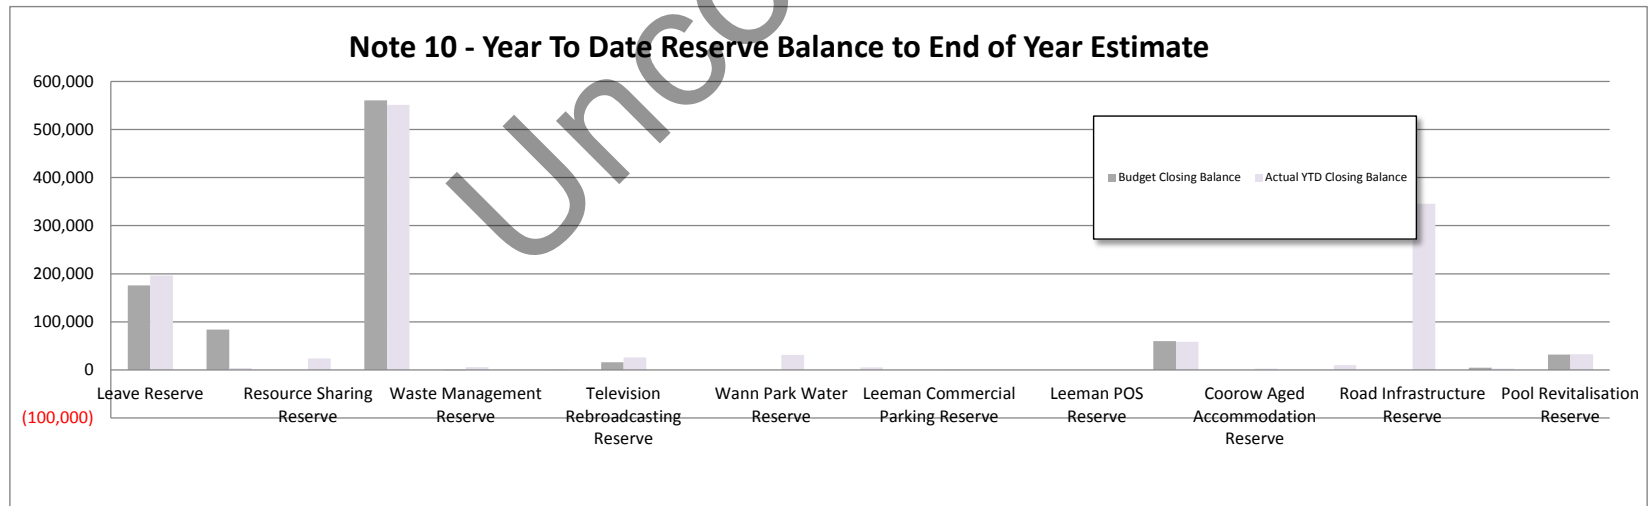 Note 10 - Year To Date Reserve Balance to End of Year Estimate
600,000
500,000
400,000
300,000
200,000
100,000
0
(100,000)
Budget Closing Balance Actual YTD Closing Balance
Leave Reserve
Resource Sharing
Reserve
Waste Management
Reserve
Television
Rebroadcasting
Reserve
Wann Park Water
Reserve
Leeman Commercial
Parking Reserve
Leeman POS
Reserve
Coorow Aged
Accommodation
Reserve
Road Infrastructure
Reserve
Pool Revitalisation
Reserve
Unco